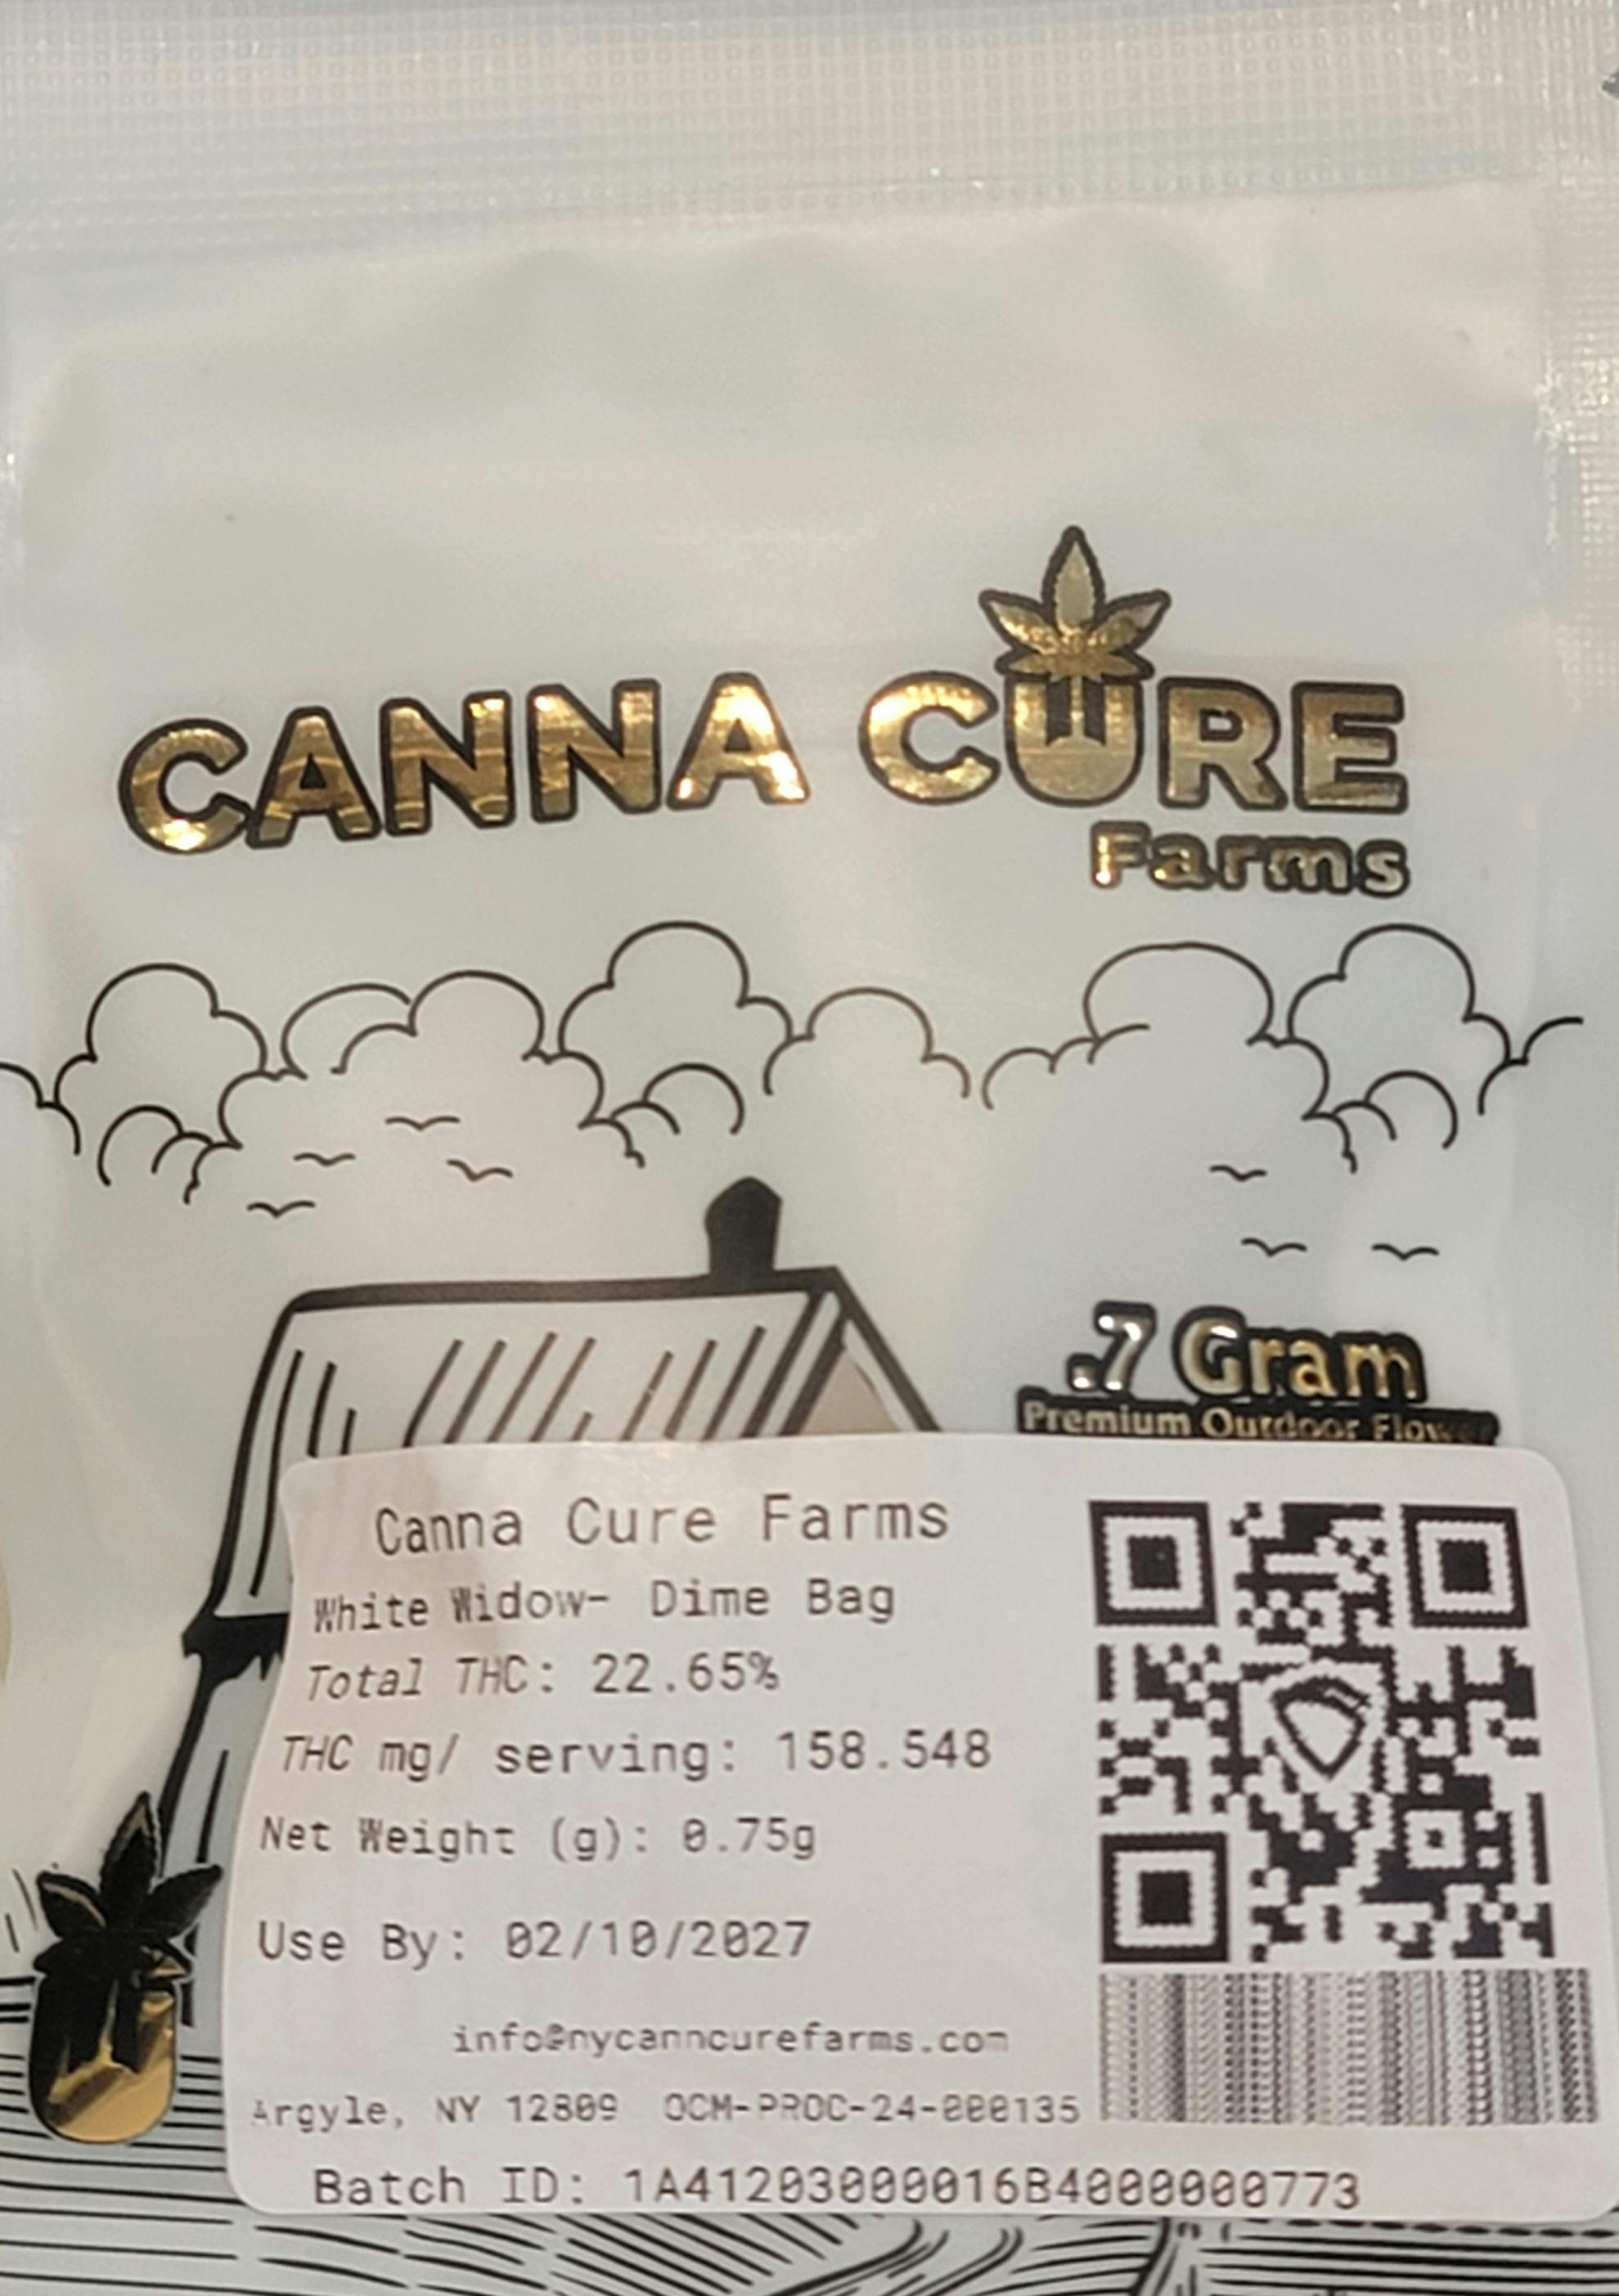 CANNA CURE
Farms
.7 Gram
Premium Outdoor Flower
Canna Cure Farms
White Widow- Dime Bag
Total THC: 22.65%
THC mg/ serving: 158.548
Net Weight (g): 0.75g
Use By: 02/10/2027
info@nycanncurefarms.com
Argyle, NY 12809 OCM-PROC-24-000135
Batch ID: 1A41203000016B4000000773